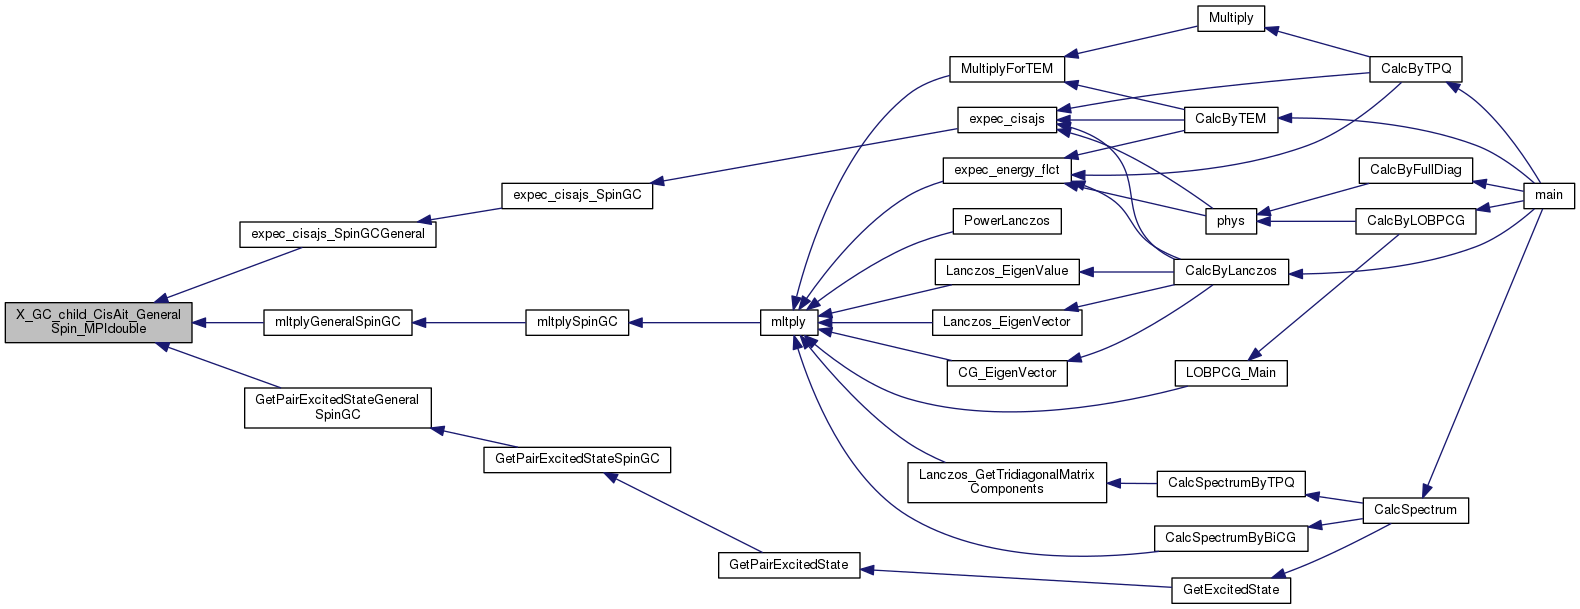 Multiply
MultiplyForTEM
CalcByTPQ
expec_cisajs
CalcByTEM
expec_energy_flct
CalcByFullDiag
expec_cisajs_SpinGC
main
PowerLanczos
phys
CalcByLOBPCG
expec_cisajs_SpinGCGeneral
Lanczos_EigenValue
CalcByLanczos
X_GC_child_CisAit_General
Spin_MPIdouble
mltplyGeneralSpinGC
mltplySpinGC
mltply
Lanczos_EigenVector
CG_EigenVector
LOBPCG_Main
GetPairExcitedStateGeneral
SpinGC
GetPairExcitedStateSpinGC
Lanczos_GetTridiagonalMatrix
Components
CalcSpectrumByTPQ
CalcSpectrum
CalcSpectrumByBiCG
GetPairExcitedState
GetExcitedState